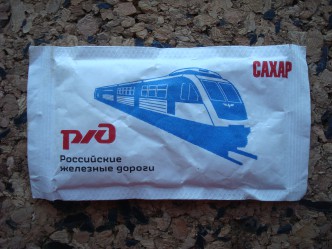 САХАР
РЖД
Российские
железные дороги